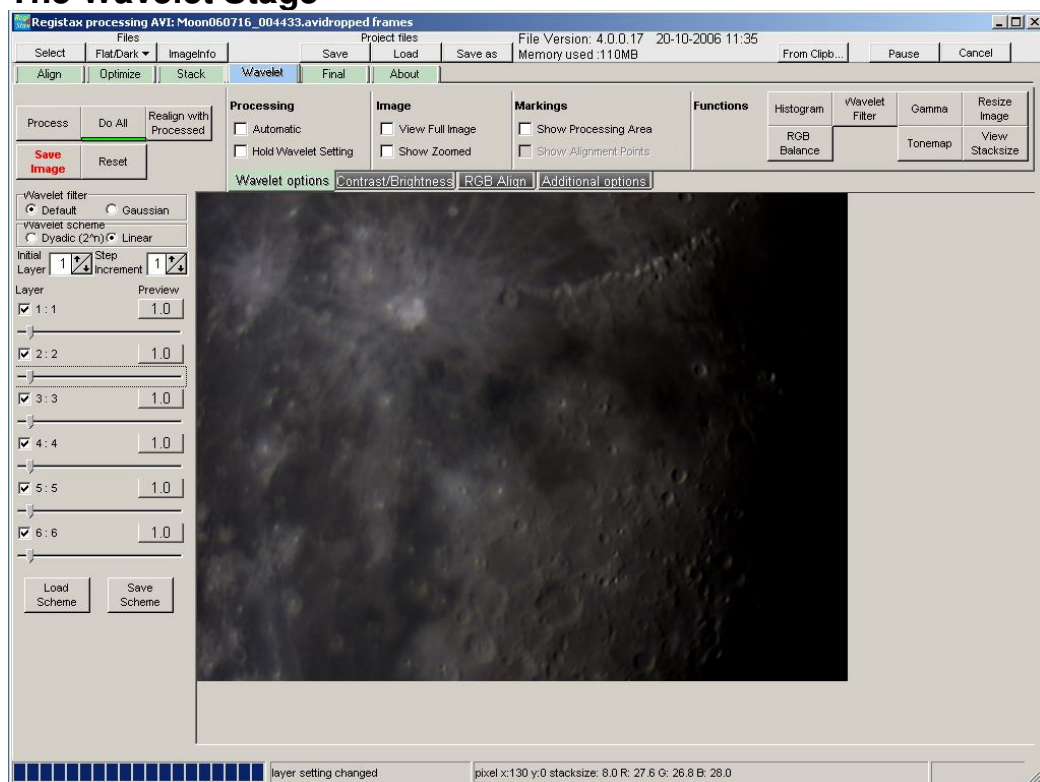 The Wavelet Stage
Registax processing AVI: Moon060716_004433.avidropped frames
Files
Project files
File Version: 4.0.0.17 20-10-2006 11:35
Select Flat/Dark ImageInfo Save Load Save as Memory used :110MB From Clipb... Pause Cancel
Align Optimize Stack Wavelet Final About
Processing Image Markings Functions
Process Do All Realign with Processed
Automatic View Full Image Show Processing Area
Hold Wavelet Setting Show Zoomed Show Alignment Points
Histogram Wavelet Filter Gamma Resize Image
RGB Balance Tonemap View Stacksize
Save Image Reset
Wavelet options Contrast/Brightness RGB Align Additional options
Wavelet filter
Default Gaussian
Wavelet scheme
Dyadic (2^n) Linear
Initial Layer 1 Step Increment 1
Layer Preview
1 : 1 1.0
2 : 2 1.0
3 : 3 1.0
4 : 4 1.0
5 : 5 1.0
6 : 6 1.0
Load Scheme Save Scheme
layer setting changed pixel x:130 y:0 stacksize: 8.0 R: 27.6 G: 26.8 B: 28.0